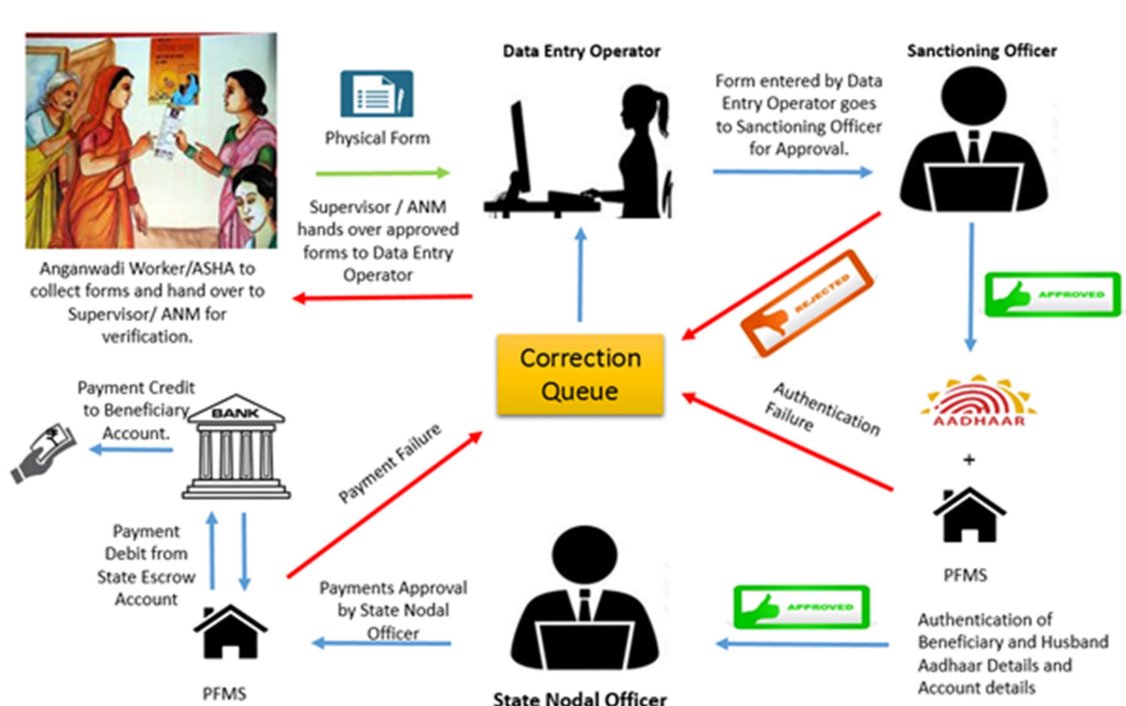 Data Entry Operator
Sanctioning Officer
Physical Form
Form entered by Data
Entry Operator goes
to Sanctioning Officer
for Approval.
Supervisor / ANM
hands over approved
forms to Data Entry
Operator
Anganwadi Worker/ASHA to
collect forms and hand over to
Supervisor/ ANM for
verification.
REJECTED
APPROVED
Correction
Queue
Payment Credit
to Beneficiary
Account.
BANK
Payment Failure
Authentication
Failure
AADHAAR
+
PFMS
Payment
Debit from
State Escrow
Account
Payments Approval
by State Nodal
Officer
APPROVED
Authentication of
Beneficiary and Husband
Aadhaar Details and
Account details
PFMS
State Nodal Officer